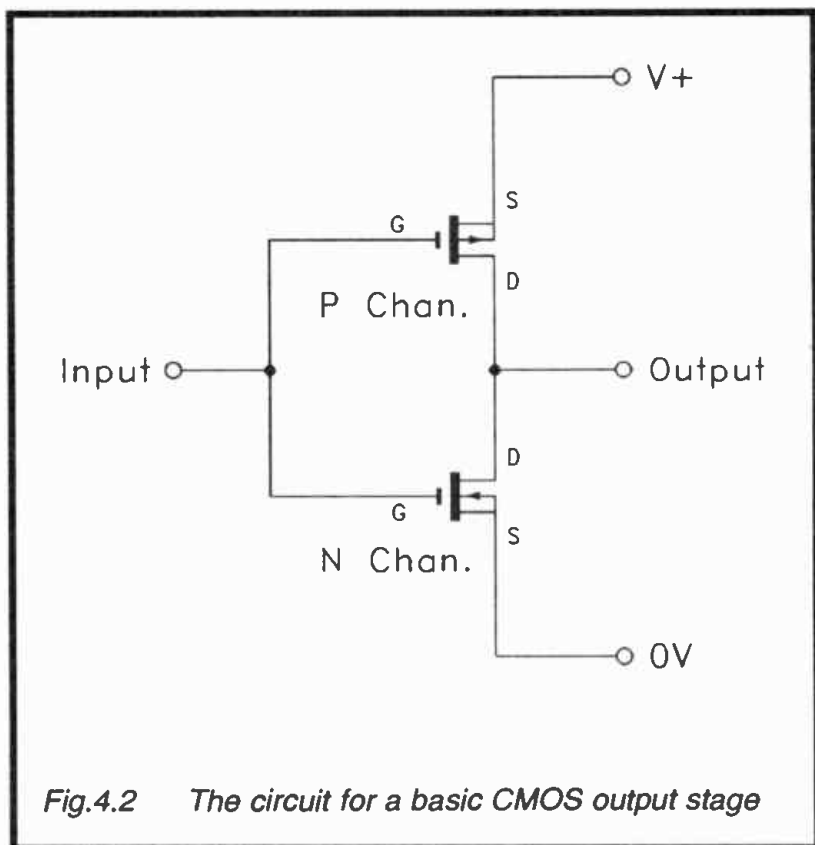 V+
S
G
D
P Chan.
Input
Output
D
G
S
N Chan.
0V
Fig.4.2 The circuit for a basic CMOS output stage